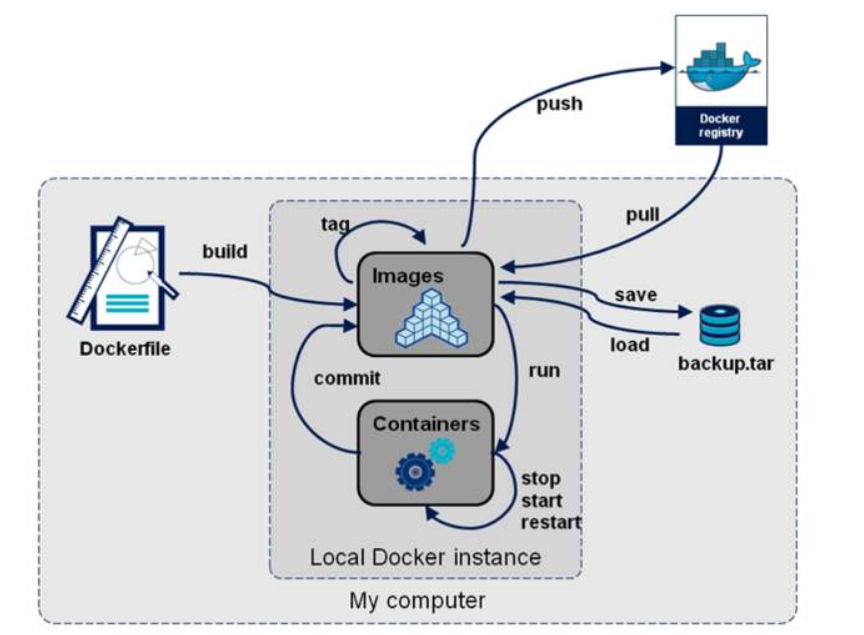 push
Docker
registry
pull
tag
build
Images
save
load
backup.tar
Dockerfile
commit
run
Containers
stop
start
restart
Local Docker instance
My computer